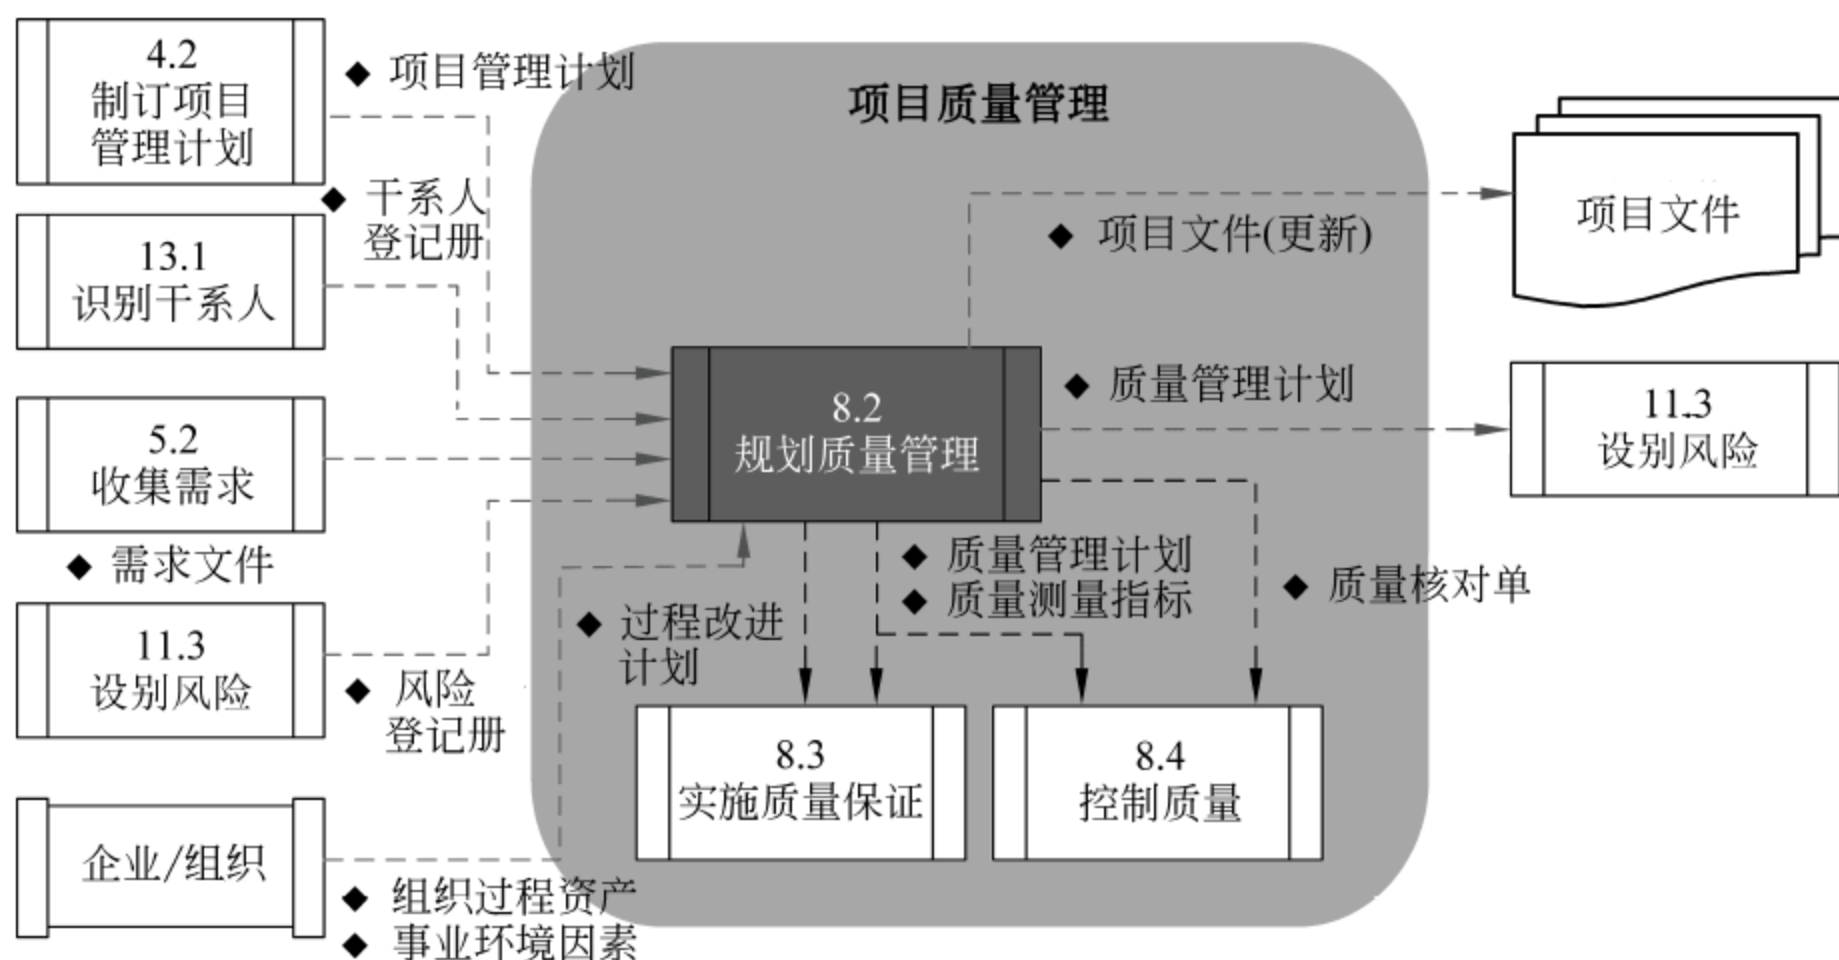 4.2
制订项目
管理计划
◆ 项目管理计划
◆ 干系人
登记册
13.1
识别干系人
5.2
收集需求
◆ 需求文件
11.3
设别风险
◆ 风险
登记册
企业/组织
◆ 组织过程资产
◆ 事业环境因素
项目质量管理
◆ 项目文件(更新)
项目文件
8.2
规划质量管理
◆ 质量管理计划
11.3
设别风险
◆ 过程改进
计划
◆ 质量管理计划
◆ 质量测量指标
◆ 质量核对单
8.3
实施质量保证
8.4
控制质量